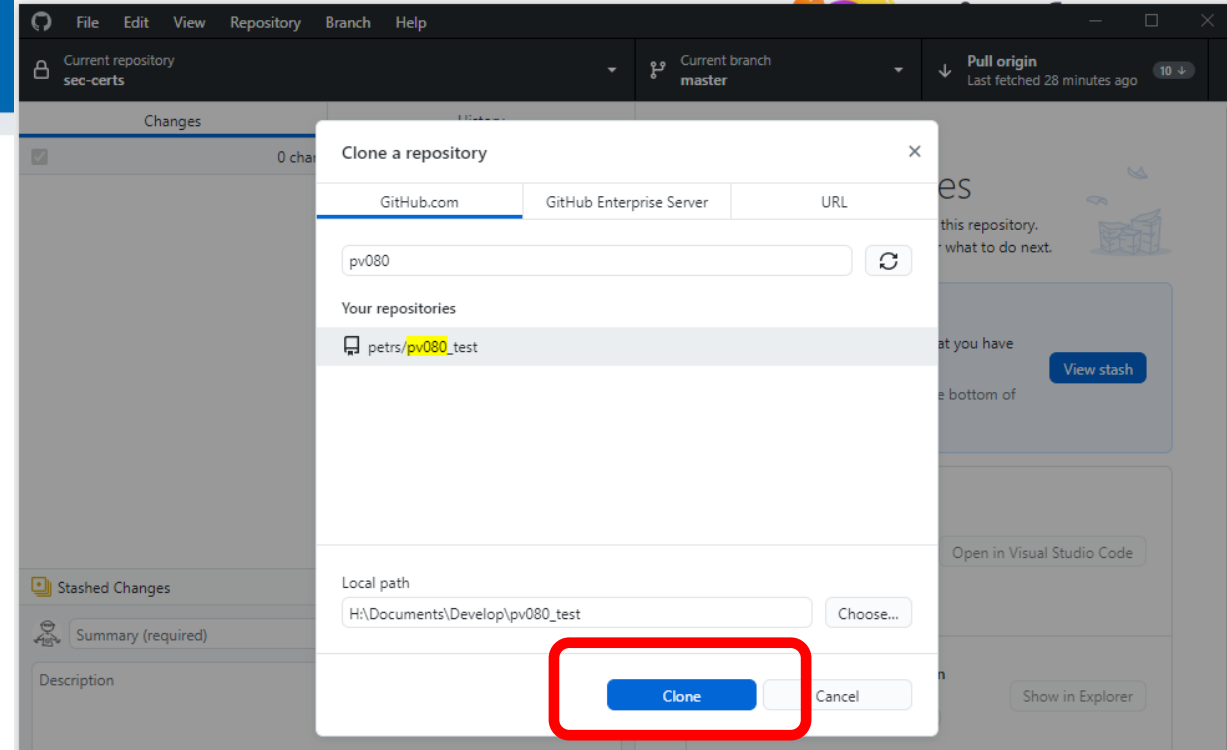 File Edit View Repository Branch Help
Current repository
sec-certs
Current branch
master
Pull origin
Last fetched 28 minutes ago
10
Changes
0 cha
Clone a repository
GitHub.com GitHub Enterprise Server URL
pv080
Your repositories
petrs/pv080_test
Local path
H:\Documents\Develop\pv080_test
Choose...
Clone
Cancel
es
this repository.
what to do next.
at you have
View stash
e bottom of
Open in Visual Studio Code
n
Show in Explorer
Stashed Changes
Summary (required)
Description